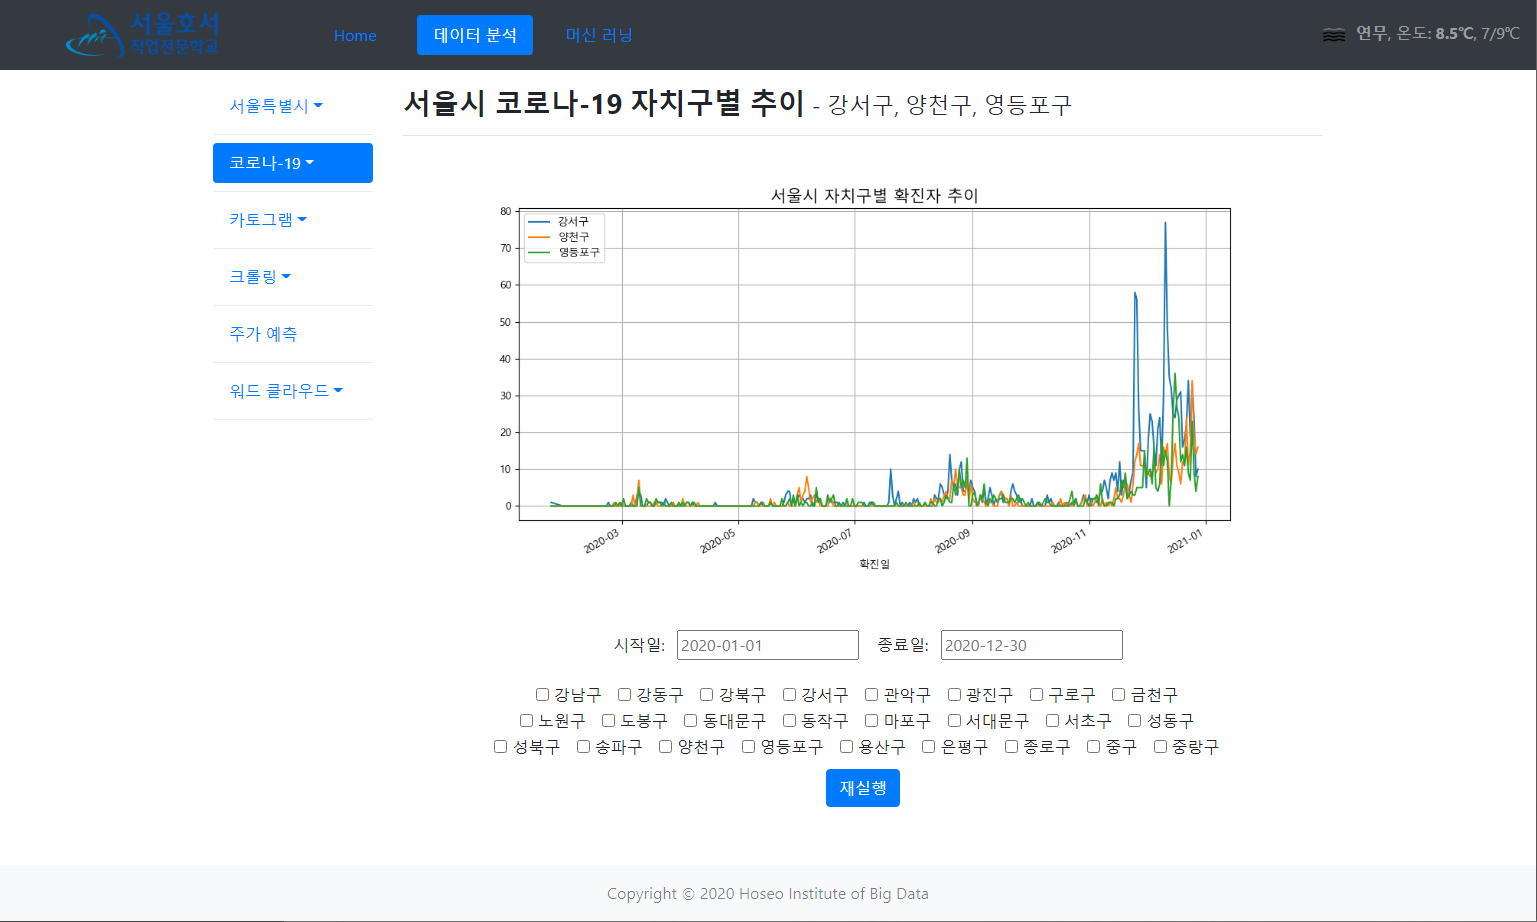 서울호서
직업전문학교
Home 데이터 분석 머신 러닝
연무, 온도: 8.5℃, 7/9℃
서울특별시
코로나-19
카토그램
크롤링
주가 예측
워드 클라우드
서울시 코로나-19 자치구별 추이 - 강서구, 양천구, 영등포구
서울시 자치구별 확진자 추이
강서구
양천구
영등포구
80
70
60
50
40
30
20
10
0
2020-03 2020-05 2020-07 2020-09 2020-11 2021-01
확진일
시작일: 2020-01-01 종료일: 2020-12-30
강남구 강동구 강북구 강서구 관악구 광진구 구로구 금천구
노원구 도봉구 동대문구 동작구 마포구 서대문구 서초구 성동구
성북구 송파구 양천구 영등포구 용산구 은평구 종로구 중구 중랑구
재실행
Copyright © 2020 Hoseo Institute of Big Data